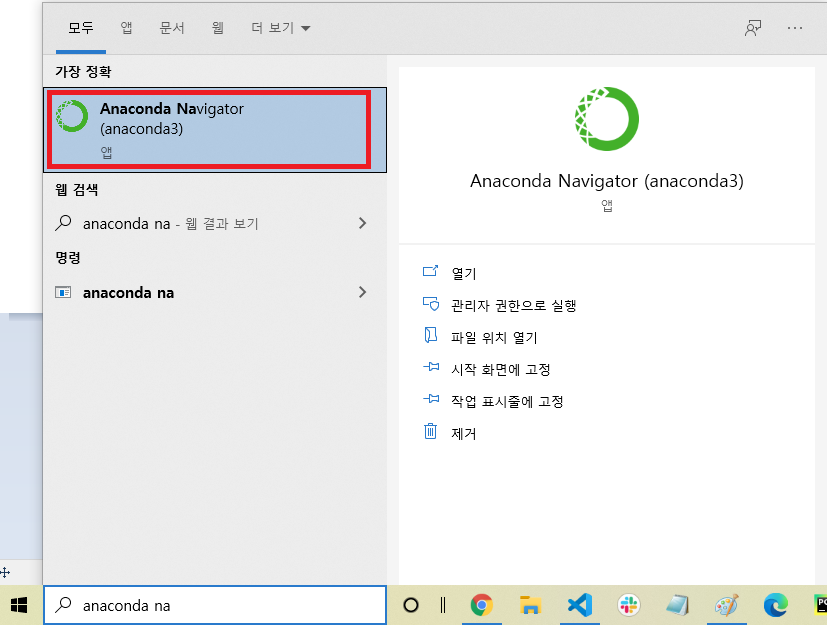 모두 앱 문서 웹 더 보기
가장 정확
Anaconda Navigator
(anaconda3)
앱
웹 검색
anaconda na - 웹 결과 보기
명령
anaconda na
Anaconda Navigator (anaconda3)
앱
열기
관리자 권한으로 실행
파일 위치 열기
시작 화면에 고정
작업 표시줄에 고정
제거
anaconda na
PC